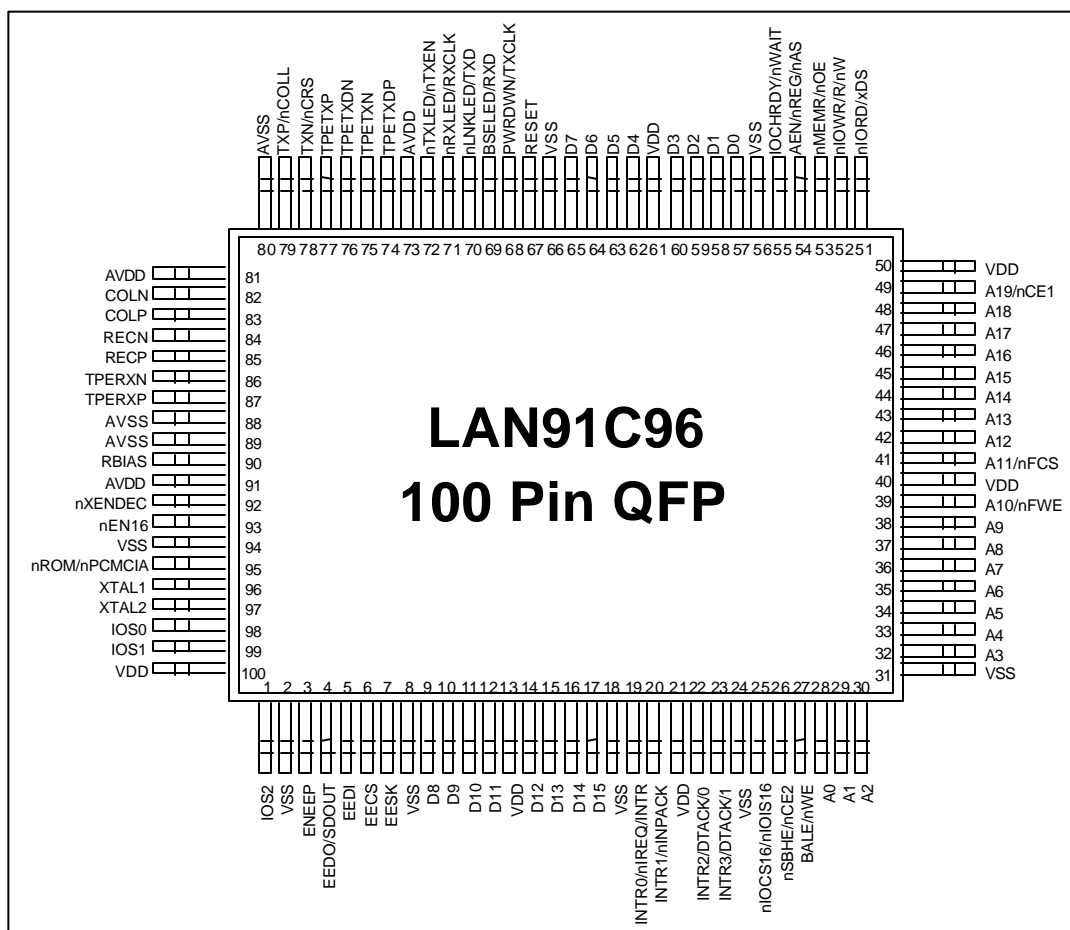 AVSS
TXP/nCOLL
TXN/nCRS
TPETXP
TPETXDN
TPETXN
TPETXDP
AVDD
nTXLED/nTXEN
nRXLED/RXCLK
nLNKLED/TXD
BSELED/RXD
PWRDWN/TXCLK
RESET
VSS
D7
D6
D5
D4
VDD
D3
D2
D1
D0
VSS
IOCHRDY/nWAIT
AEN/nREG/nAS
nMEMR/nOE
nIOWR/R/nW
nIORD/xDS
80 79 78 77 76 75 74 73 72 71 70 69 68 67 66 65 64 63 62 61 60 59 58 57 56 55 54 53 52 51
AVDD 81
COLN 82
COLP 83
RECN 84
RECP 85
TPERXN 86
TPERXP 87
AVSS 88
AVSS 89
RBIAS 90
AVDD 91
nXENDEC 92
nEN16 93
VSS 94
nROM/nPCMCIA 95
XTAL1 96
XTAL2 97
IOS0 98
IOS1 99
VDD 100
LAN91C96
100 Pin QFP
50 VDD
49 A19/nCE1
48 A18
47 A17
46 A16
45 A15
44 A14
43 A13
42 A12
41 A11/nFCS
40 VDD
39 A10/nFWE
38 A9
37 A8
36 A7
35 A6
34 A5
33 A4
32 A3
31 VSS
1 2 3 4 5 6 7 8 9 10 11 12 13 14 15 16 17 18 19 20 21 22 23 24 25 26 27 28 29 30
IOS2
VSS
ENEEP
EEDO/SDOUT
EEDI
EECS
EESK
VSS
D8
D9
D10
D11
VDD
D12
D13
D14
D15
VSS
INTR0/nIREQ/INTR
INTR1/nINPACK
VDD
INTR2/DTACK/0
INTR3/DTACK/1
VSS
nIOCS16/nIOIS16
nSBHE/nCE2
BALE/nWE
A0
A1
A2